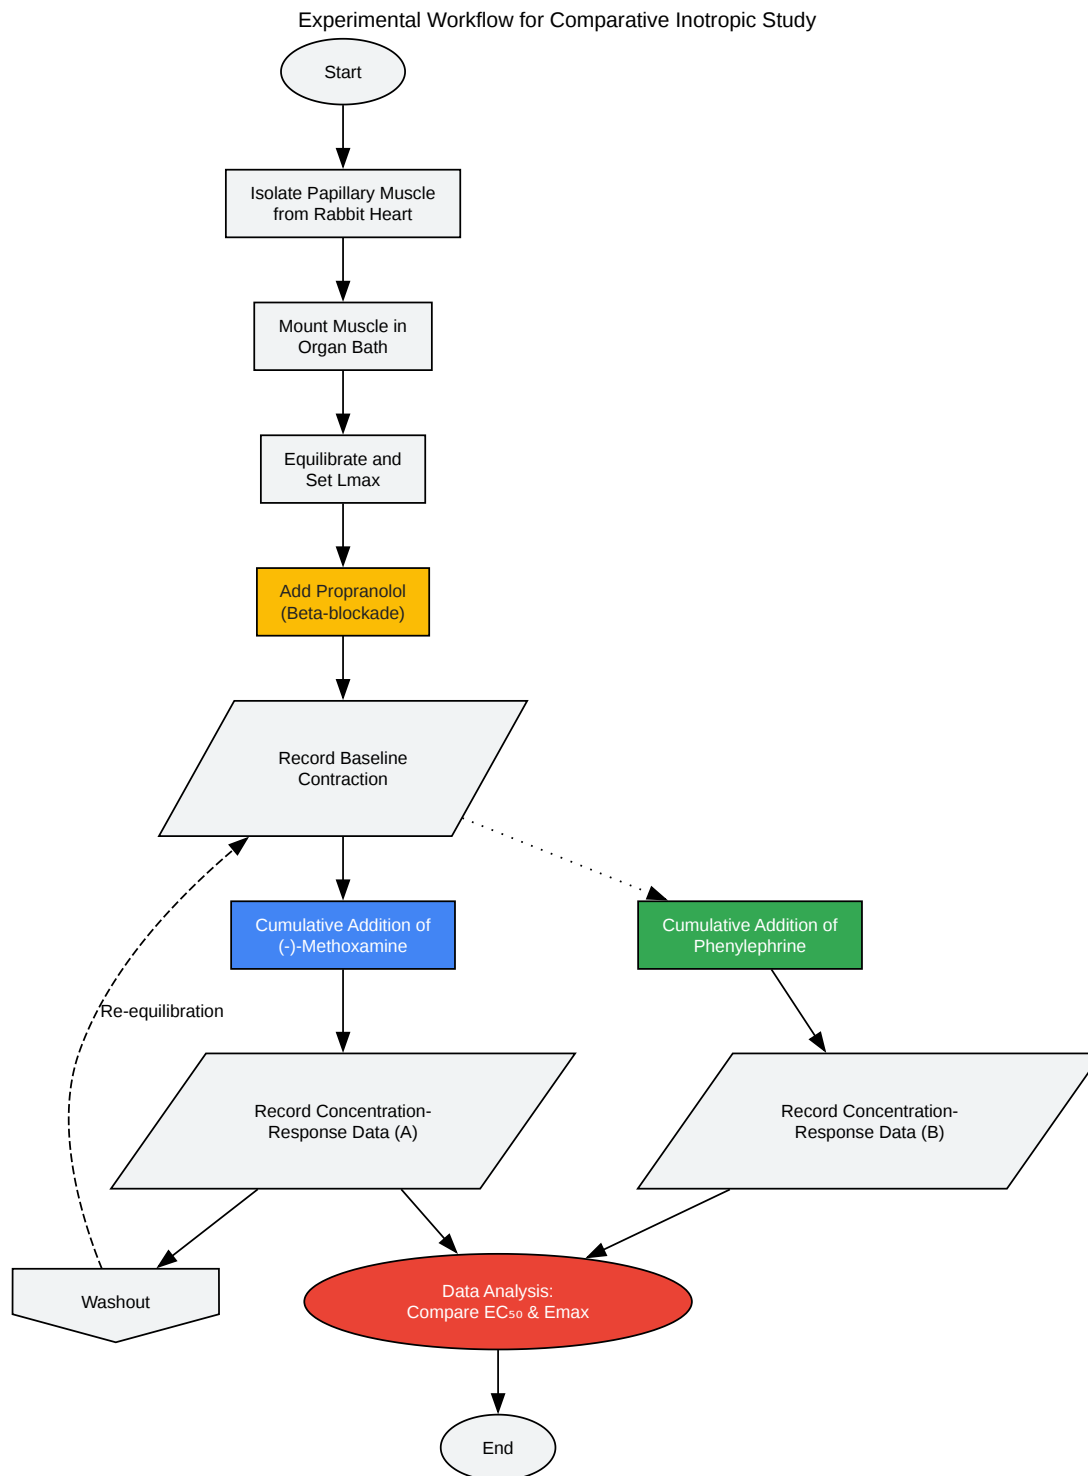 Experimental Workflow for Comparative Inotropic Study
Start
Isolate Papillary Muscle
from Rabbit Heart
Mount Muscle in
Organ Bath
Equilibrate and
Set Lmax
Add Propranolol
(Beta-blockade)
Record Baseline
Contraction
Cumulative Addition of
(-)-Methoxamine
Cumulative Addition of
Phenylephrine
Re-equilibration
Record Concentration-
Response Data (A)
Record Concentration-
Response Data (B)
Washout
Data Analysis:
Compare EC₅₀ & Emax
End